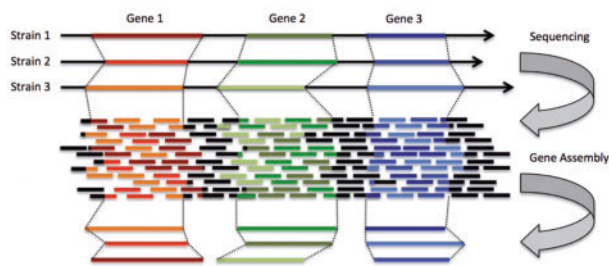 Gene 1 Gene 2 Gene 3
Strain 1
Sequencing
Strain 2
Strain 3
Gene Assembly